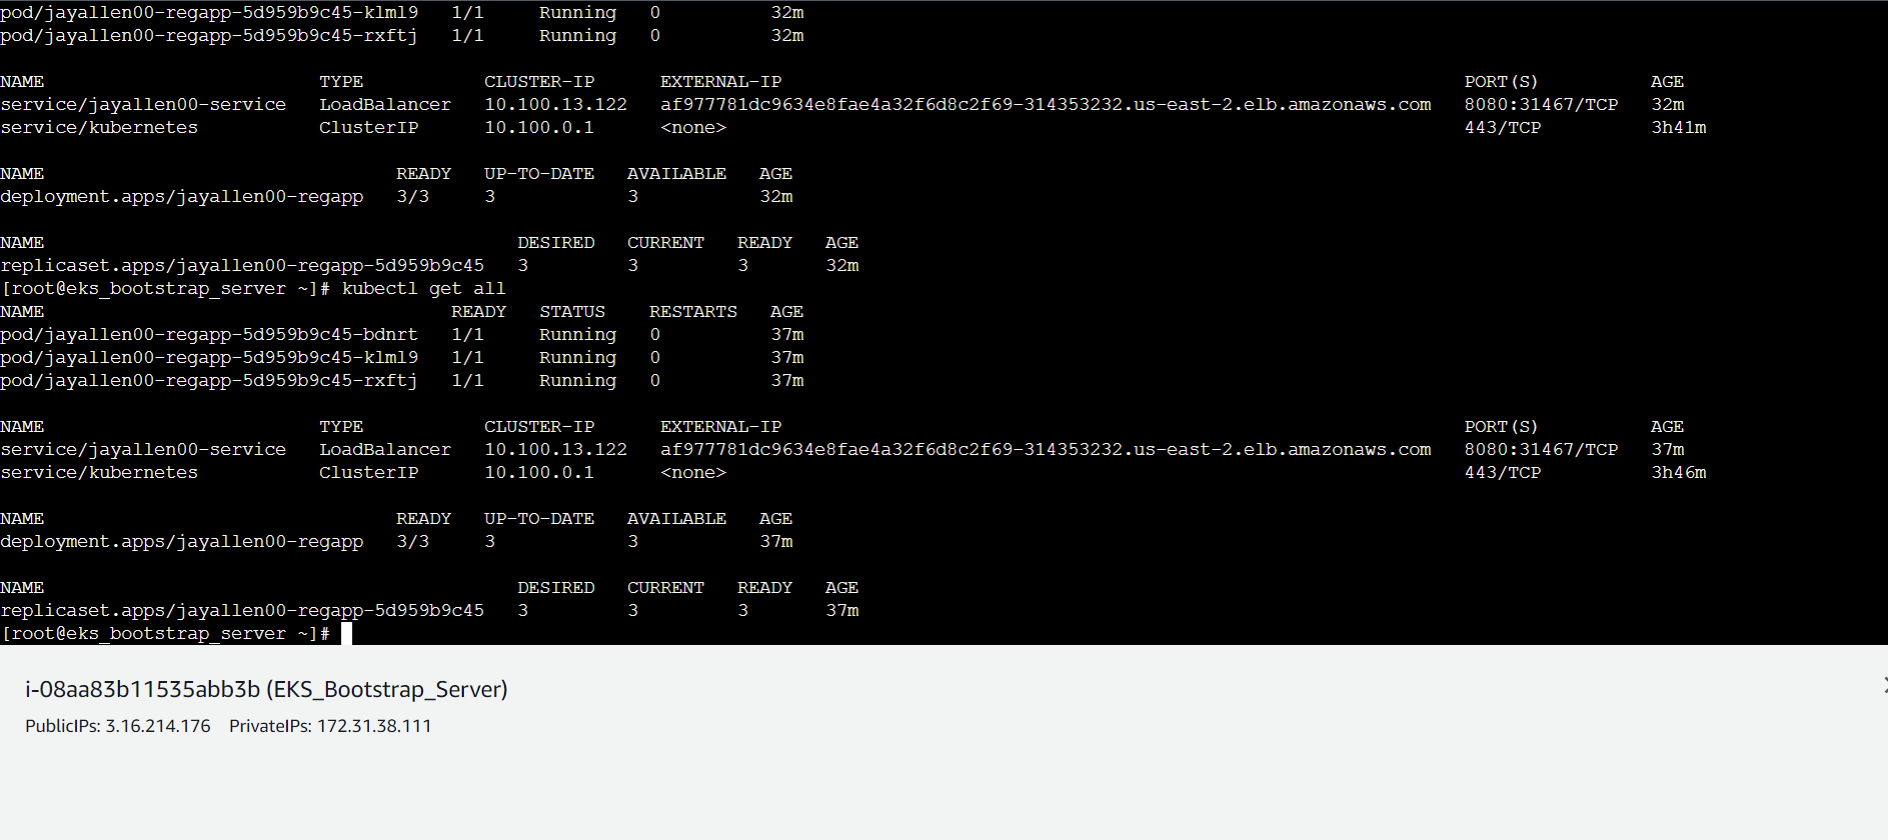 pod/jayallen00-regapp-5d959b9c45-klml9   1/1     Running   0          32m
pod/jayallen00-regapp-5d959b9c45-rxftj   1/1     Running   0          32m
NAME                         TYPE           CLUSTER-IP      EXTERNAL-IP                                                              PORT(S)          AGE
service/jayallen00-service   LoadBalancer   10.100.13.122   af977781dc9634e8fae4a32f6d8c2f69-314353232.us-east-2.elb.amazonaws.com   8080:31467/TCP   32m
service/kubernetes           ClusterIP      10.100.0.1      <none>                                                                   443/TCP          3h41m
NAME                                READY   UP-TO-DATE   AVAILABLE   AGE
deployment.apps/jayallen00-regapp   3/3     3            3           32m
NAME                                           DESIRED   CURRENT   READY   AGE
replicaset.apps/jayallen00-regapp-5d959b9c45   3         3         3       32m
[root@eks_bootstrap_server ~]# kubectl get all
NAME                                     READY   STATUS    RESTARTS   AGE
pod/jayallen00-regapp-5d959b9c45-bdnrt   1/1     Running   0          37m
pod/jayallen00-regapp-5d959b9c45-klml9   1/1     Running   0          37m
pod/jayallen00-regapp-5d959b9c45-rxftj   1/1     Running   0          37m
NAME                         TYPE           CLUSTER-IP      EXTERNAL-IP                                                              PORT(S)          AGE
service/jayallen00-service   LoadBalancer   10.100.13.122   af977781dc9634e8fae4a32f6d8c2f69-314353232.us-east-2.elb.amazonaws.com   8080:31467/TCP   37m
service/kubernetes           ClusterIP      10.100.0.1      <none>                                                                   443/TCP          3h46m
NAME                                READY   UP-TO-DATE   AVAILABLE   AGE
deployment.apps/jayallen00-regapp   3/3     3            3           37m
NAME                                           DESIRED   CURRENT   READY   AGE
replicaset.apps/jayallen00-regapp-5d959b9c45   3         3         3       37m
[root@eks_bootstrap_server ~]#
i-08aa83b11535abb3b (EKS_Bootstrap_Server)
PublicIPs: 3.16.214.176    PrivateIPs: 172.31.38.111